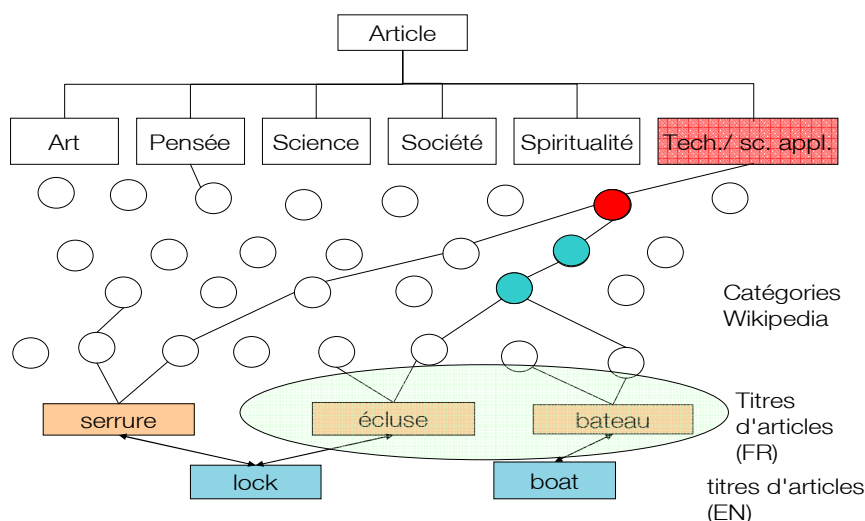 Article
Art
Pensée
Science
Société
Spiritualité
Tech./ sc. appl.
Catégories
Wikipedia
serrure
écluse
bateau
Titres
d'articles
(FR)
lock
boat
titres d'articles
(EN)